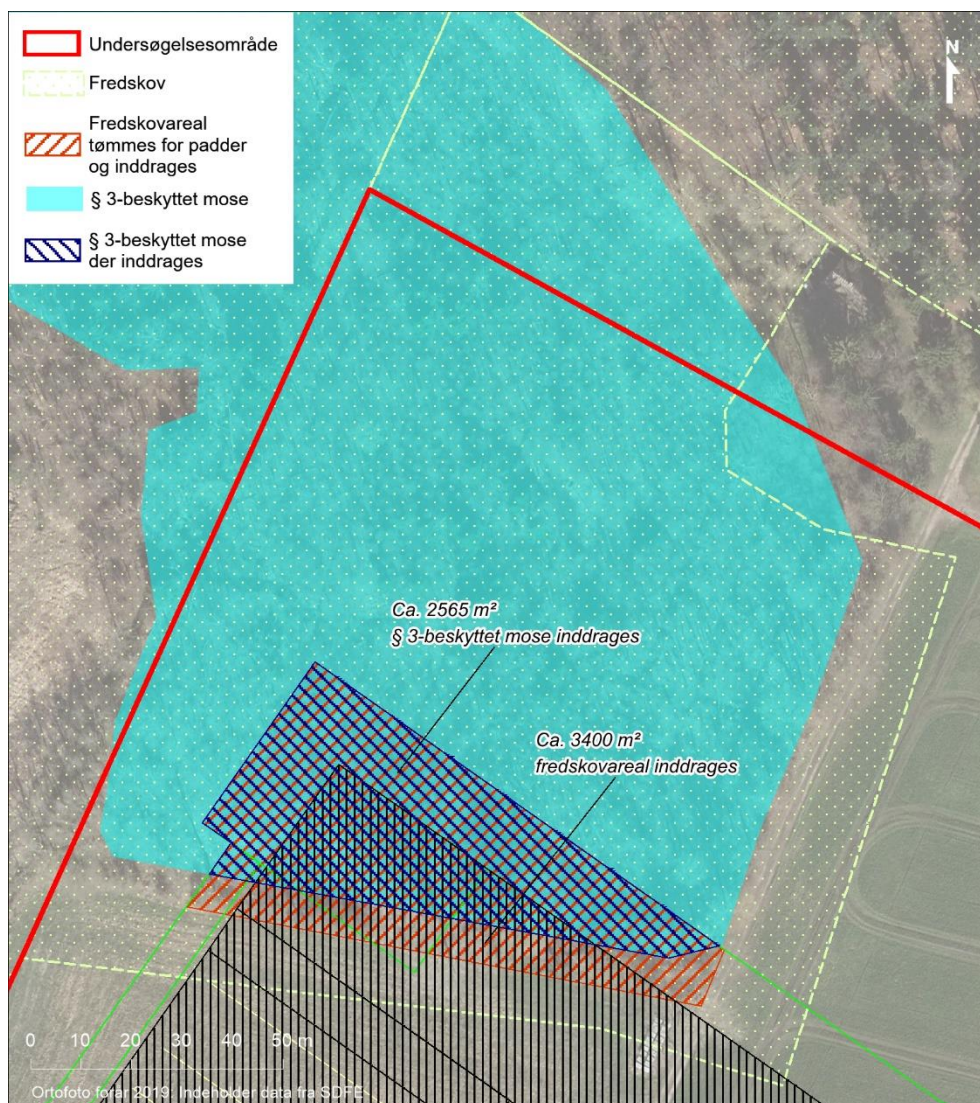 Undersøgelsesområde
Fredskov
Fredskovareal
tømmes for padder
og inddrages
§ 3-beskyttet mose
§ 3-beskyttet mose
der inddrages
N
Ca. 2565 m²
§ 3-beskyttet mose inddrages
Ca. 3400 m²
fredskovareal inddrages
0 10 20 30 40 50 m
Ortofoto forår 2019: Indeholder data fra SDFE